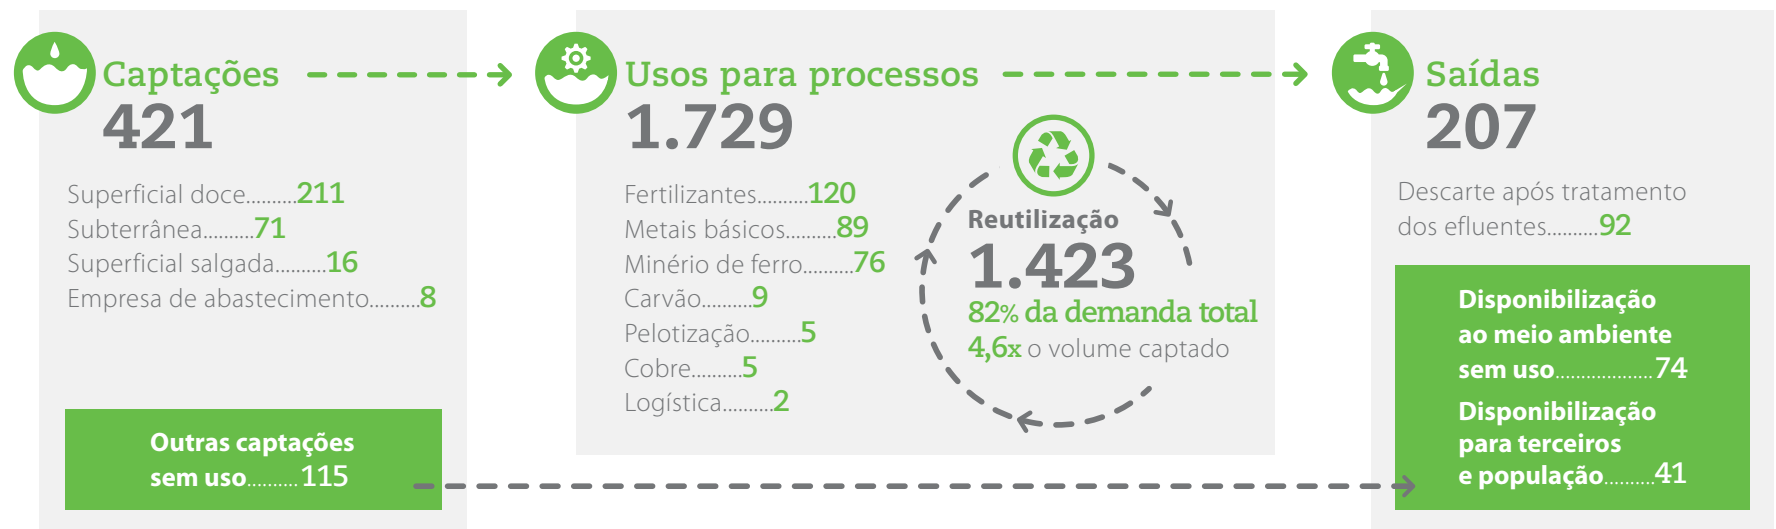 Captações
421
Superficial doce..........211
Subterrânea..........71
Superficial salgada..........16
Empresa de abastecimento..........8
Outras captações
sem uso..........115
Usos para processos
1.729
Fertilizantes..........120
Metais básicos..........89
Minério de ferro..........76
Carvão..........9
Pelotização..........5
Cobre..........5
Logística..........2
Reutilização
1.423
82% da demanda total
4,6x o volume captado
Saídas
207
Descarte após tratamento
dos efluentes..........92
Disponibilização
ao meio ambiente
sem uso...................74
Disponibilização
para terceiros
e população..........41